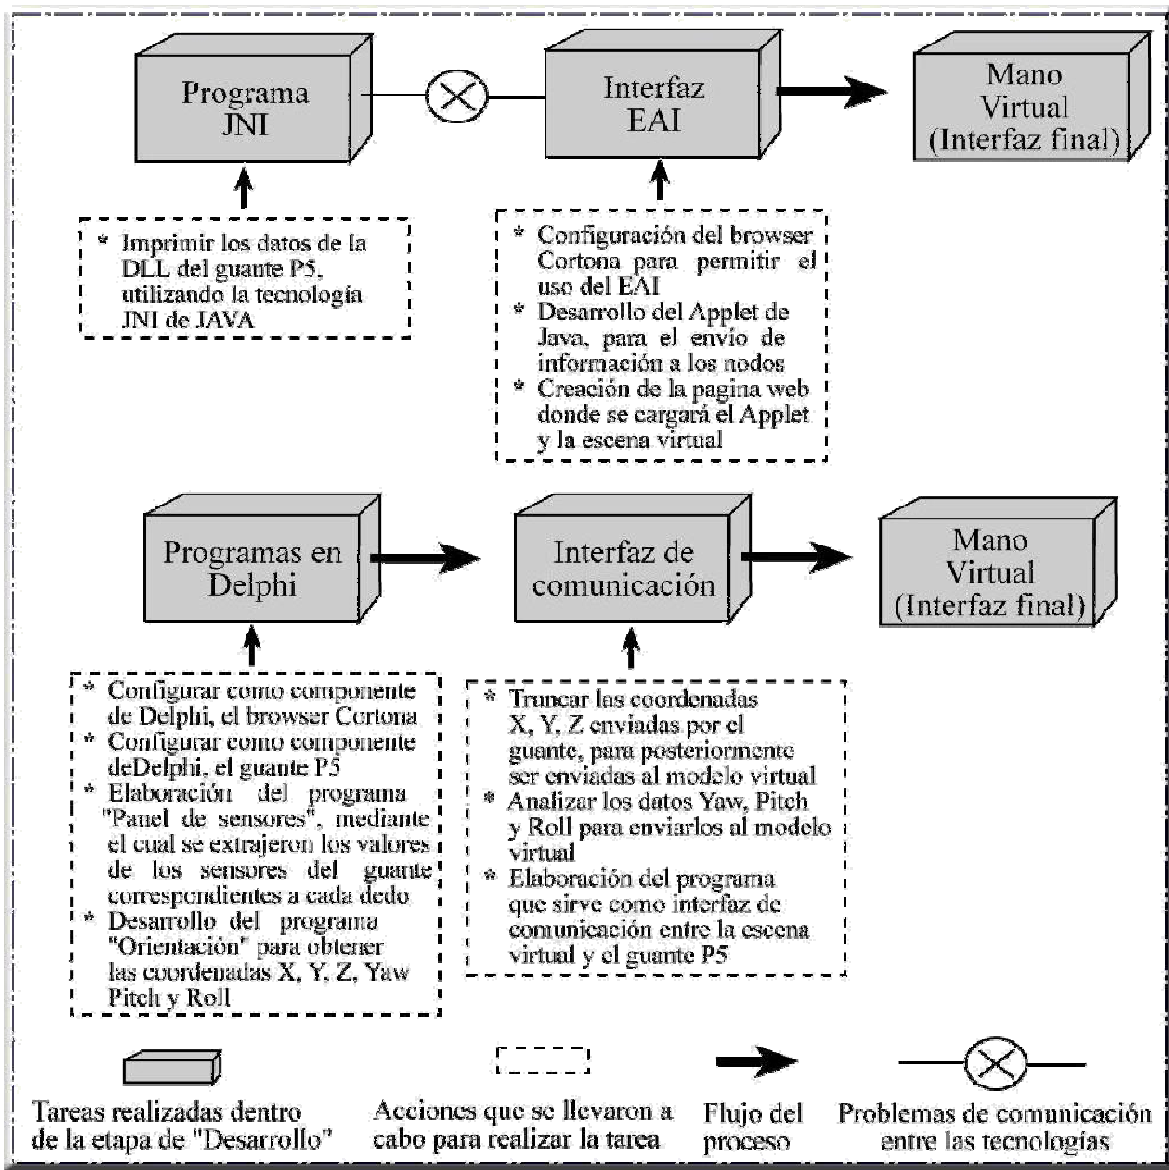 Programa
JNI
Interfaz
EAI
Mano
Virtual
(Interfaz final)
* Imprimir los datos de la
DLL del guante P5,
utilizando la tecnología
JNI de JAVA
* Configuración del browser
Cortona para permitir el
uso del EAI
* Desarrollo del Applet de
Java, para el envío de
información a los nodos
* Creación de la pagina web
donde se cargará el Applet
y la escena virtual
Programas en
Delphi
Interfaz de
comunicación
Mano
Virtual
(Interfaz final)
* Configurar como componente
de Delphi, el browser Cortona
* Configurar como componente
deDelphi, el guante P5
* Elaboración del programa
"Panel de sensores", mediante
el cual se extrajeron los valores
de los sensores del guante
correspondientes a cada dedo
* Desarrollo del programa
"Orientación" para obtener
las coordenadas X, Y, Z, Yaw
Pitch y Roll
* Truncar las coordenadas
X, Y, Z enviadas por el
guante, para posteriormente
ser enviadas al modelo virtual
* Analizar los datos Yaw, Pitch
y Roll para enviarlos al modelo
virtual
* Elaboración del programa
que sirve como interfaz de
comunicación entre la escena
virtual y el guante P5
Tareas realizadas dentro
de la etapa de "Desarrollo"
Acciones que se llevaron a
cabo para realizar la tarea
Flujo del
proceso
Problemas de comunicación
entre las tecnologías